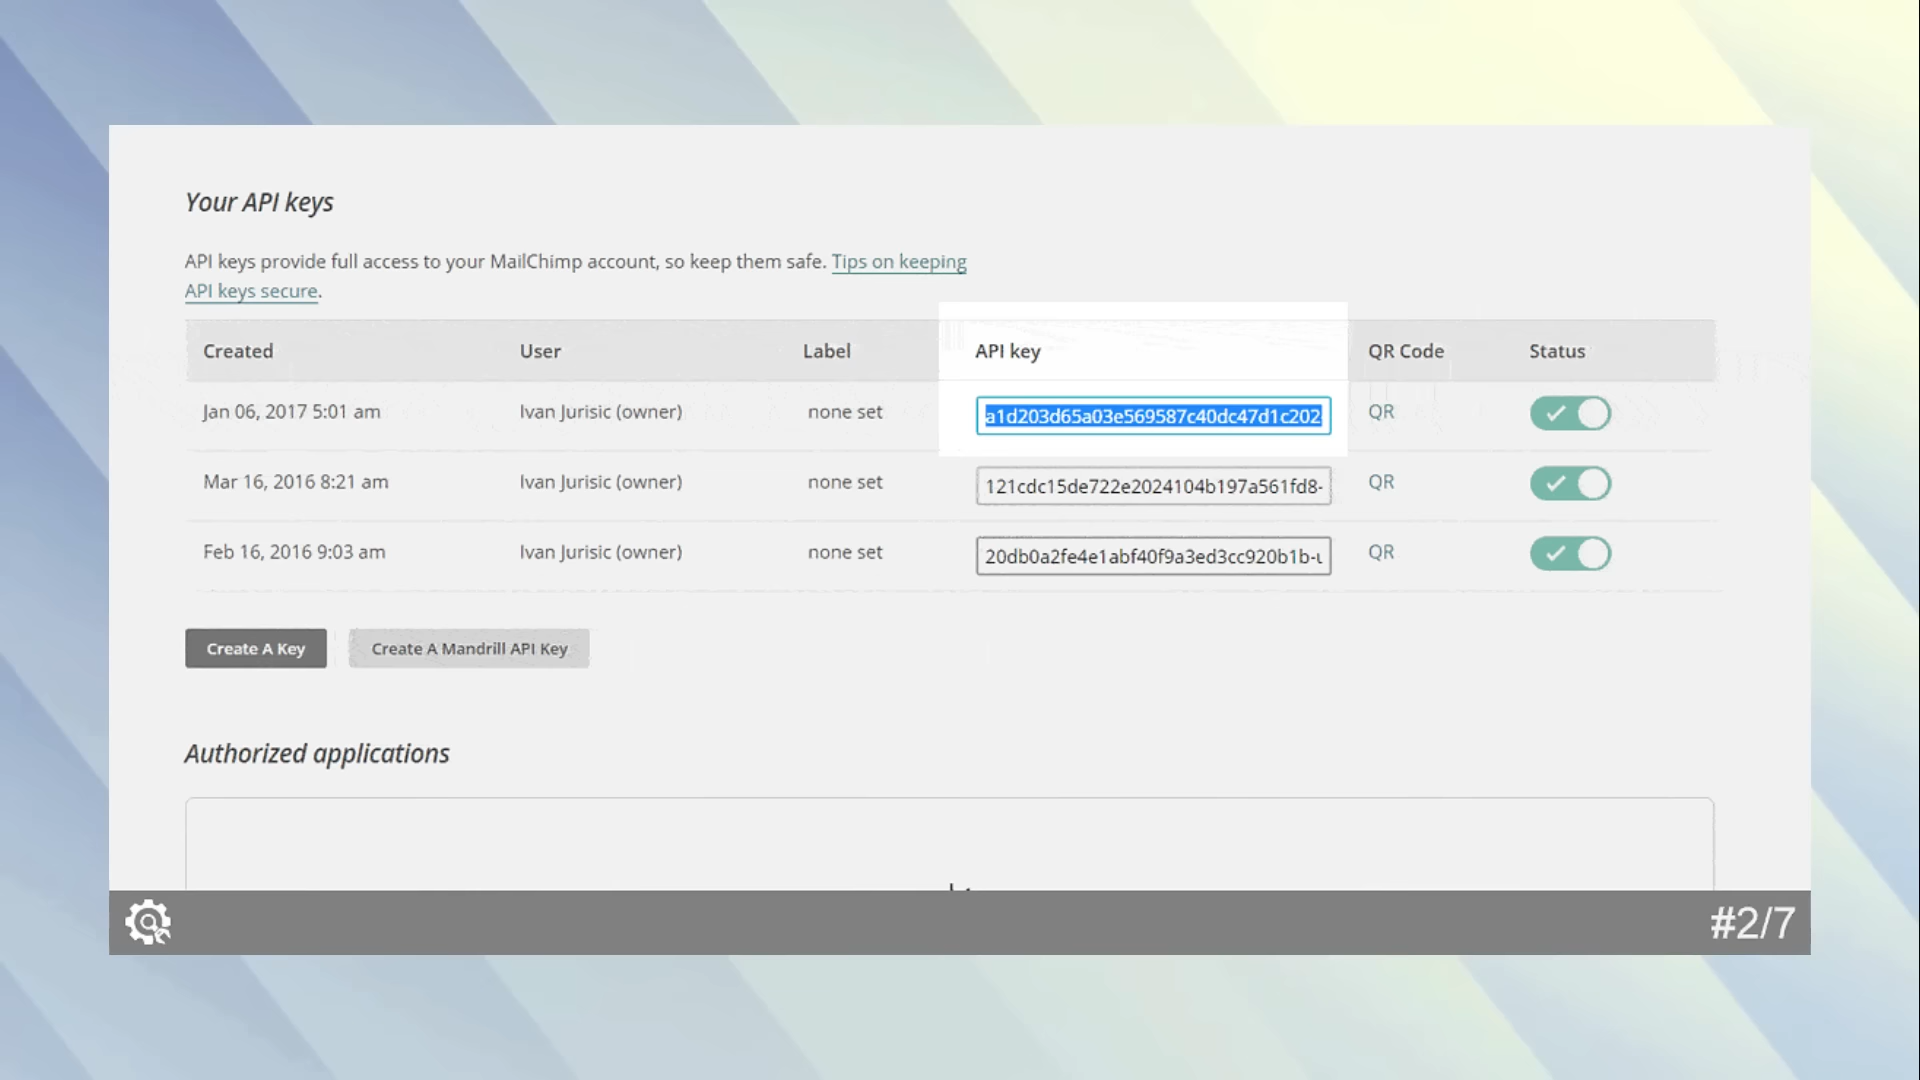 Your API keys
API keys provide full access to your MailChimp account, so keep them safe. Tips on keeping
API keys secure.
Created User Label API key QR Code Status
Jan 06, 2017 5:01 am Ivan Jurisic (owner) none set a1d203d65a03e569587c40dc47d1c202 QR
Mar 16, 2016 8:21 am Ivan Jurisic (owner) none set 121cdc15de722e2024104b197a561fd8- QR
Feb 16, 2016 9:03 am Ivan Jurisic (owner) none set 20db0a2fe4e1abf40f9a3ed3cc920b1b- QR
Create A Key Create A Mandrill API Key
Authorized applications
#2/7